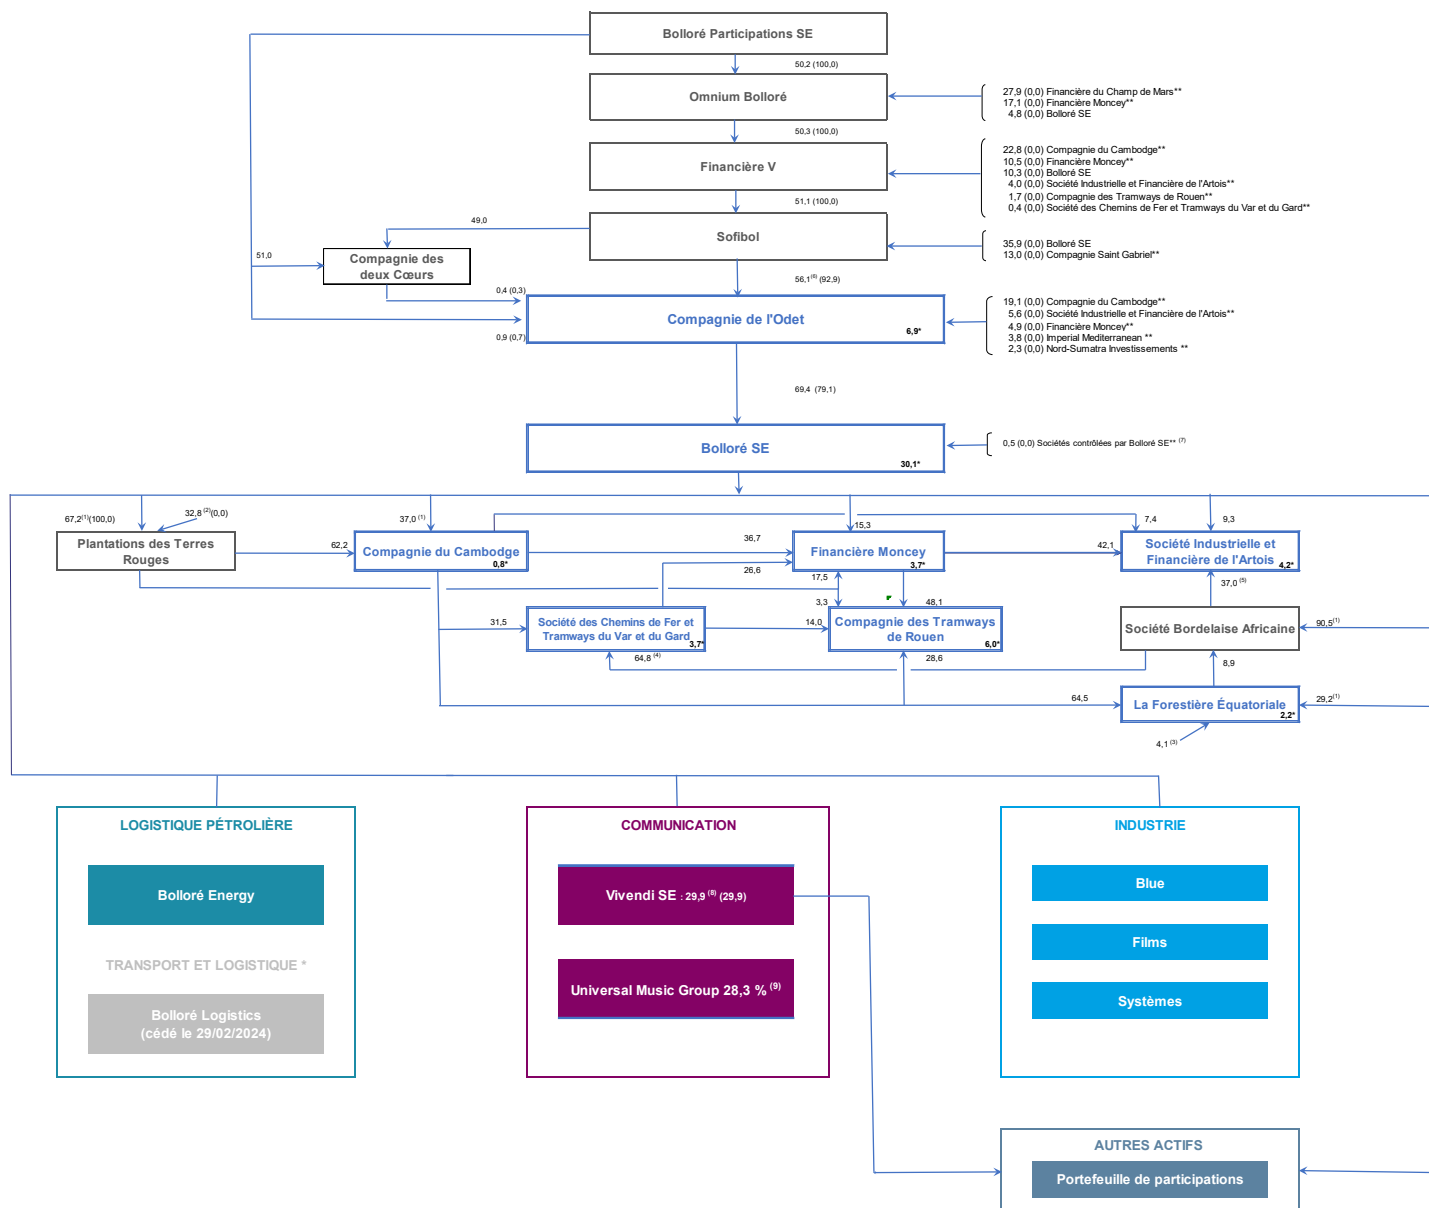 Bolloré Participations SE
50,2 (100,0)
Omnium Bolloré
27,9 (0,0) Financière du Champ de Mars**
17,1 (0,0) Financière Moncey**
4,8 (0,0) Bolloré SE
50,3 (100,0)
Financière V
22,8 (0,0) Compagnie du Cambodge**
10,5 (0,0) Financière Moncey**
10,3 (0,0) Bolloré SE
4,0 (0,0) Société Industrielle et Financière de l'Artois**
1,7 (0,0) Compagnie des Tramways de Rouen**
0,4 (0,0) Société des Chemins de Fer et Tramways du Var et du Gard**
51,1 (100,0)
49,0
Sofibol
35,9 (0,0) Bolloré SE
13,0 (0,0) Compagnie Saint Gabriel**
51,0
Compagnie des
deux Cœurs
56,1(6) (92,9)
0,4 (0,3)
Compagnie de l'Odet
6,9*
0,9 (0,7)
19,1 (0,0) Compagnie du Cambodge**
5,6 (0,0) Société Industrielle et Financière de l'Artois**
4,9 (0,0) Financière Moncey**
3,8 (0,0) Imperial Mediterranean **
2,3 (0,0) Nord-Sumatra Investissements **
69,4 (79,1)
Bolloré SE
30,1*
0,5 (0,0) Sociétés contrôlées par Bolloré SE** (7)
67,2(1)(100,0)
32,8(2)(0,0)
37,0 (1)
15,3
7,4
9,3
Plantations des Terres
Rouges
62,2
Compagnie du Cambodge
0,8*
36,7
Financière Moncey
3,7*
42,1
Société Industrielle et
Financière de l'Artois
4,2*
26,6
17,5
37,0 (5)
3,3
48,1
31,5
Société des Chemins de Fer et
Tramways du Var et du Gard
3,7*
14,0
Compagnie des Tramways
de Rouen
6,0*
Société Bordelaise Africaine
90,5(1)
64,8 (4)
28,6
8,9
64,5
La Forestière Équatoriale
2,2*
29,2(1)
4,1 (3)
LOGISTIQUE PÉTROLIÈRE
Bolloré Energy
TRANSPORT ET LOGISTIQUE *
Bolloré Logistics
(cédé le 29/02/2024)
COMMUNICATION
Vivendi SE : 29,9 (8) (29,9)
Universal Music Group 28,3 % (9)
INDUSTRIE
Blue
Films
Systèmes
AUTRES ACTIFS
Portefeuille de participations